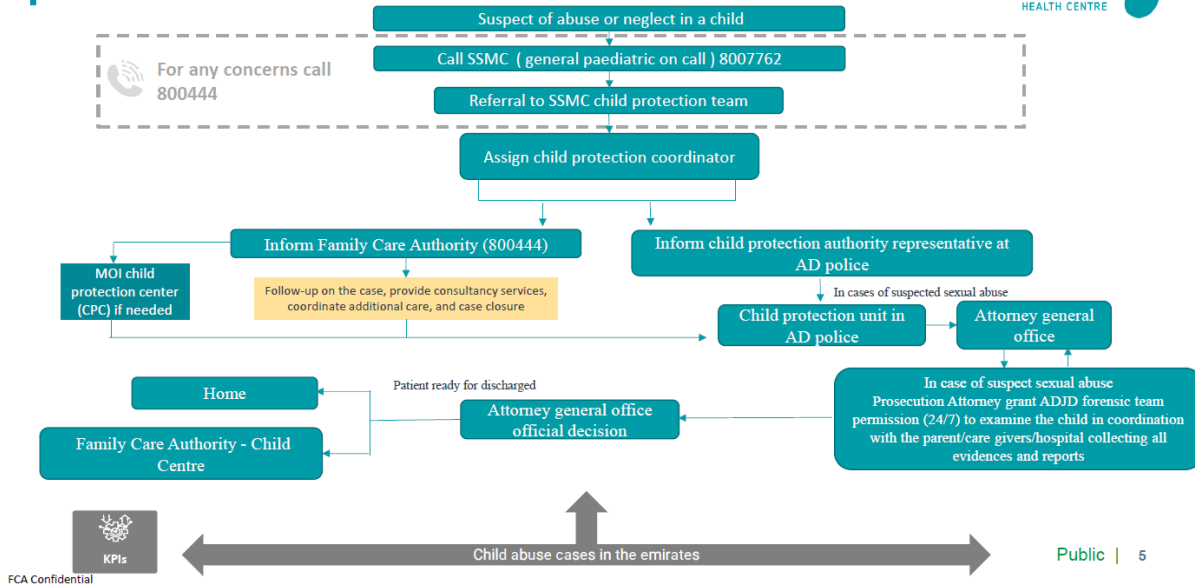 HEALTH CENTRE
Suspect of abuse or neglect in a child
For any concerns call
800444
Call SSMC ( general paediatric on call ) 8007762
Referral to SSMC child protection team
Assign child protection coordinator
Inform Family Care Authority (800444)
Inform child protection authority representative at
AD police
MOI child
protection center
(CPC) if needed
Follow-up on the case, provide consultancy services,
coordinate additional care, and case closure
In cases of suspected sexual abuse
Child protection unit in
AD police
Attorney general
office
Patient ready for discharged
Home
Attorney general office
official decision
In case of suspect sexual abuse
Prosecution Attorney grant ADJD forensic team
permission (24/7) to examine the child in coordination
with the parent/care givers/hospital collecting all
evidences and reports
Family Care Authority - Child
Centre
KPIs
Child abuse cases in the emirates
Public | 5
FCA Confidential